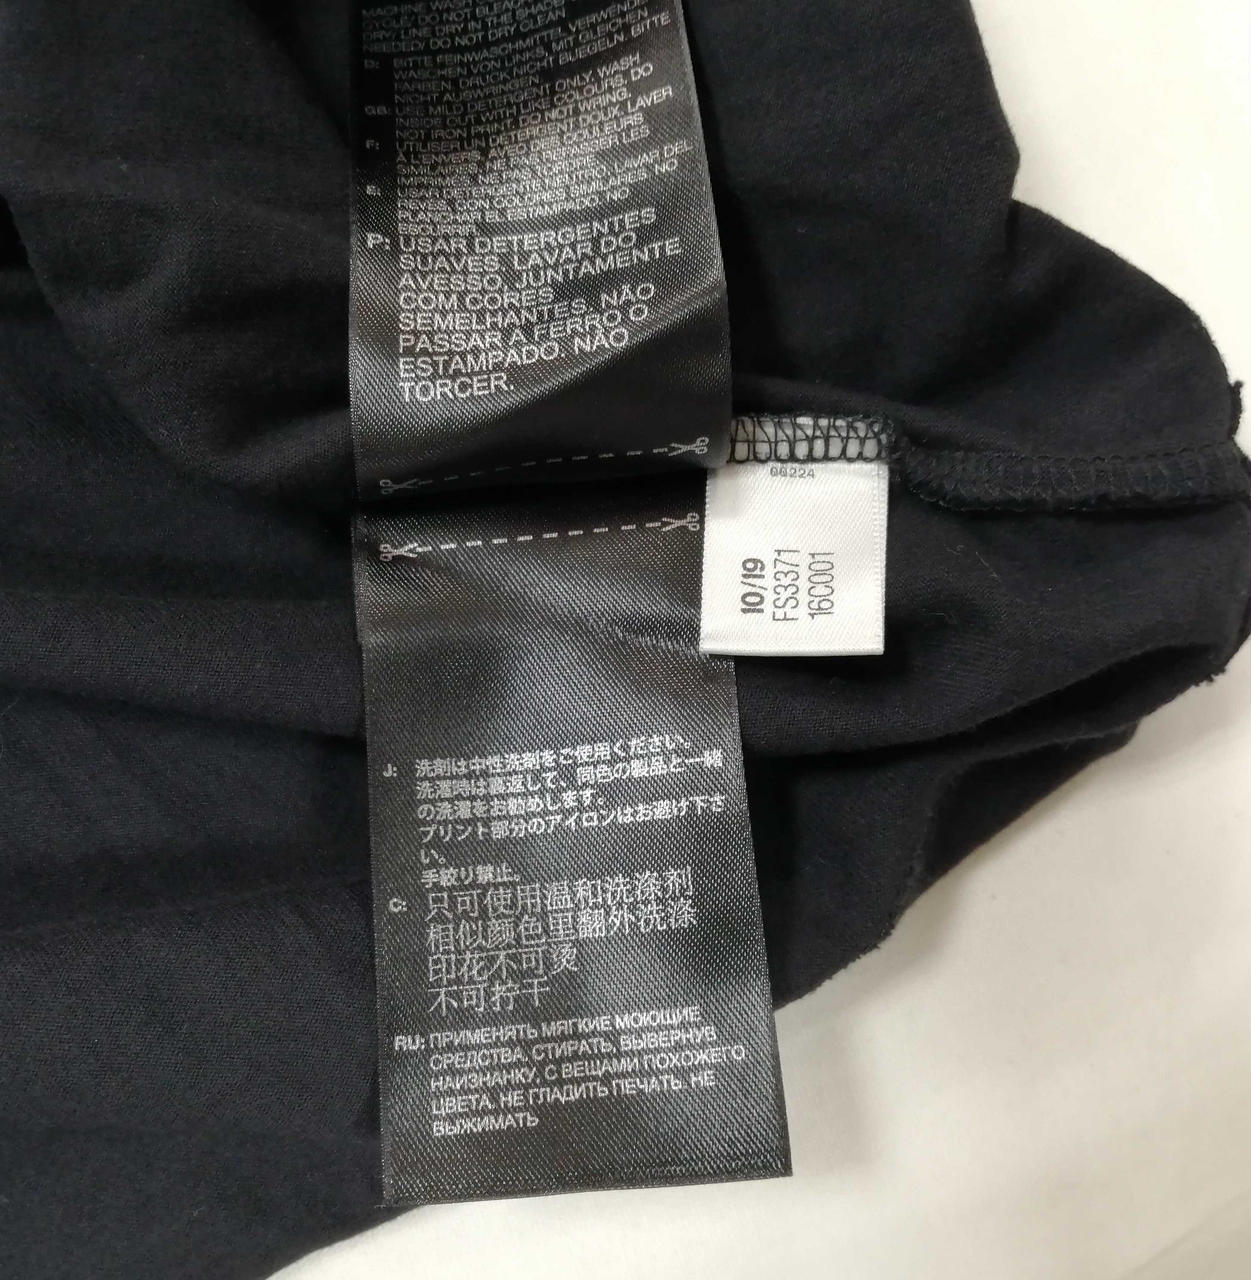 MACHINE WASH
CYCLE/ DO NOT BLEACH
DRY/ LINE DRY IN THE SHADE
NEEDED/ DO NOT DRY CLEAN
D: BITTE FEINWASCHMITTEL VERWENDEN
WASCHEN VON LINKS, MIT GLEICHEN
FARBEN, DRUCK NICHT BUEGELN. BITTE
NICHT AUSWRINGEN.
GB: USE MILD DETERGENT ONLY, WASH
INSIDE OUT WITH LIKE COLOURS, DO
NOT IRON PRINT, DO NOT WRING,
F: UTILISER UN DETERGENT DOUX, LAVER
À L'ENVERS, AVEC DES COULEURS
P: USAR DETERGENTES
SUAVES. LAVAR DO
AVESSO, JUNTAMENTE
COM CORES
SEMELHANTES. NÃO
PASSAR A FERRO O
ESTAMPADO. NÃO
TORCER.
10/19
FS3371
16C001
J: 洗剤は中性洗剤をご使用ください。
洗濯時は裏返して、同色の製品と一緒
の洗濯をお勧めします。
プリント部分のアイロンはお避け下さ
い。
手絞り禁止。
C: 只可使用温和洗涤剂
相似颜色里翻外洗涤
印花不可烫
不可拧干
RU: ПРИМЕНЯТЬ МЯГКИЕ МОЮЩИЕ
СРЕДСТВА, СТИРАТЬ, ВЫВЕРНУВ
НАИЗНАНКУ, С ВЕЩАМИ ПОХОЖЕГО
ЦВЕТА, НЕ ГЛАДИТЬ ПЕЧАТЬ, НЕ
ВЫЖИМАТЬ